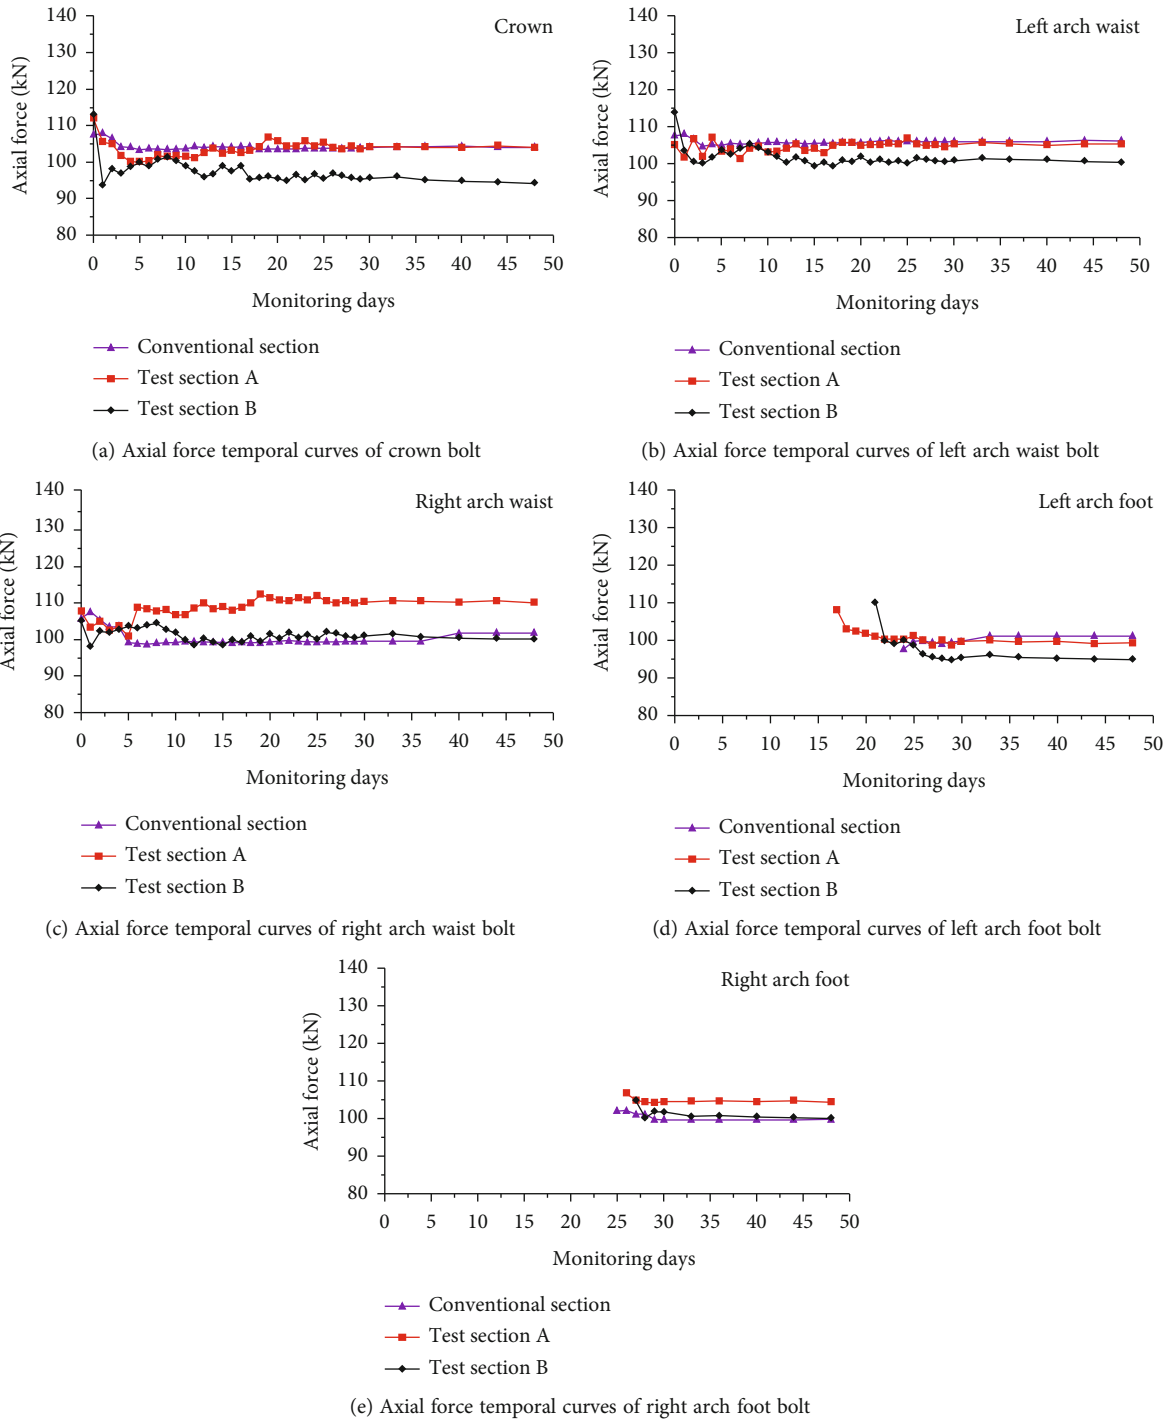 Crown
Axial force (kN)
140
130
120
110
100
90
80
0 5 10 15 20 25 30 35 40 45 50
Monitoring days
Conventional section
Test section A
Test section B
(a) Axial force temporal curves of crown bolt
Left arch waist
Axial force (kN)
140
130
120
110
100
90
80
0 5 10 15 20 25 30 35 40 45 50
Monitoring days
Conventional section
Test section A
Test section B
(b) Axial force temporal curves of left arch waist bolt
Right arch waist
Axial force (kN)
140
130
120
110
100
90
80
0 5 10 15 20 25 30 35 40 45 50
Monitoring days
Conventional section
Test section A
Test section B
(c) Axial force temporal curves of right arch waist bolt
Left arch foot
Axial force (kN)
140
130
120
110
100
90
80
0 5 10 15 20 25 30 35 40 45 50
Monitoring days
Conventional section
Test section A
Test section B
(d) Axial force temporal curves of left arch foot bolt
Right arch foot
Axial force (kN)
140
130
120
110
100
90
80
0 5 10 15 20 25 30 35 40 45 50
Monitoring days
Conventional section
Test section A
Test section B
(e) Axial force temporal curves of right arch foot bolt